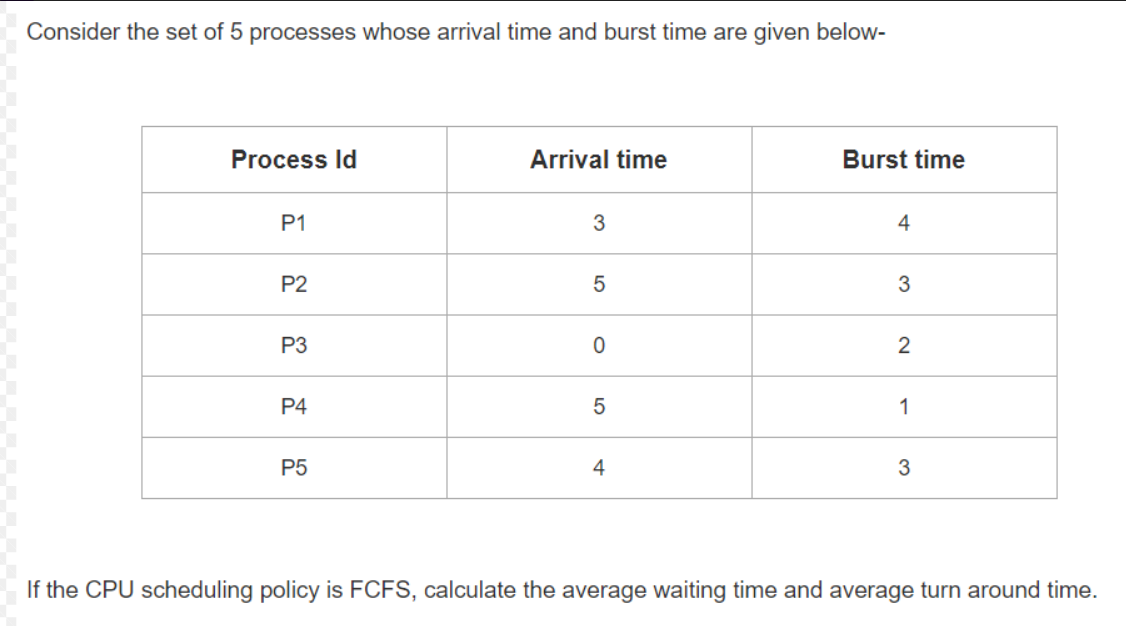 Consider the set of 5 processes whose arrival time and burst time are given below-
Process Id Arrival time Burst time
P1 3 4
P2 5 3
P3 0 2
P4 5 1
P5 4 3
If the CPU scheduling policy is FCFS, calculate the average waiting time and average turn around time.